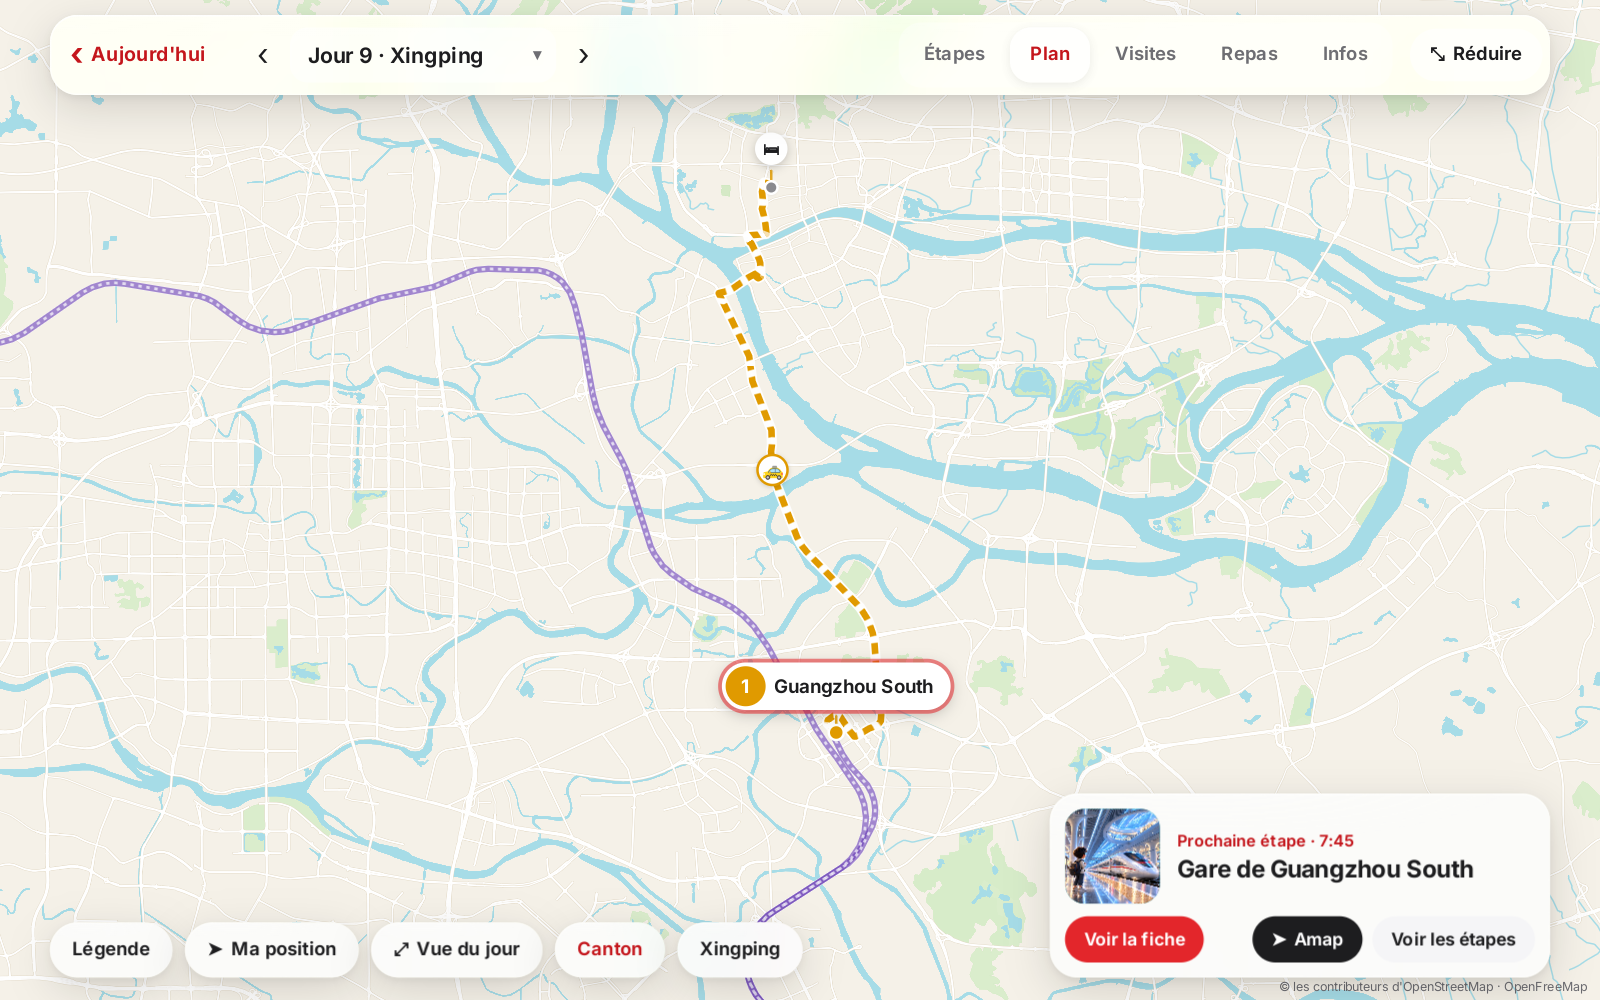 Aujourd'hui
Jour 9 · Xingping
Étapes
Plan
Visites
Repas
Infos
Réduire
1 Guangzhou South
Prochaine étape · 7:45
Gare de Guangzhou South
Voir la fiche
Amap
Voir les étapes
Légende
Ma position
Vue du jour
Canton
Xingping
© les contributeurs d'OpenStreetMap · OpenFreeMap